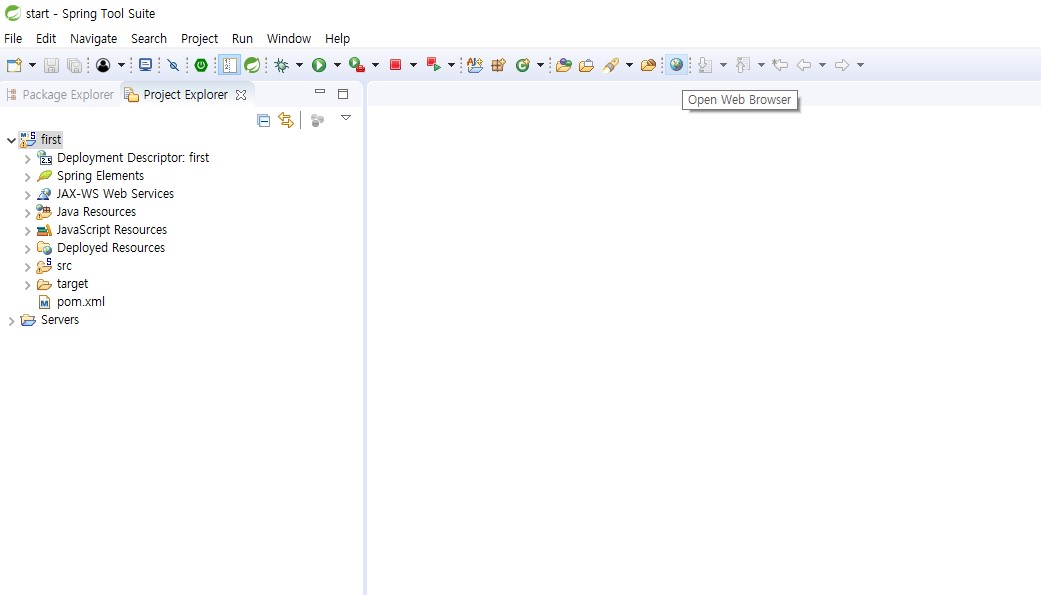 start - Spring Tool Suite
File Edit Navigate Search Project Run Window Help
Package Explorer Project Explorer
Open Web Browser
first
Deployment Descriptor: first
Spring Elements
JAX-WS Web Services
Java Resources
JavaScript Resources
Deployed Resources
src
target
pom.xml
Servers